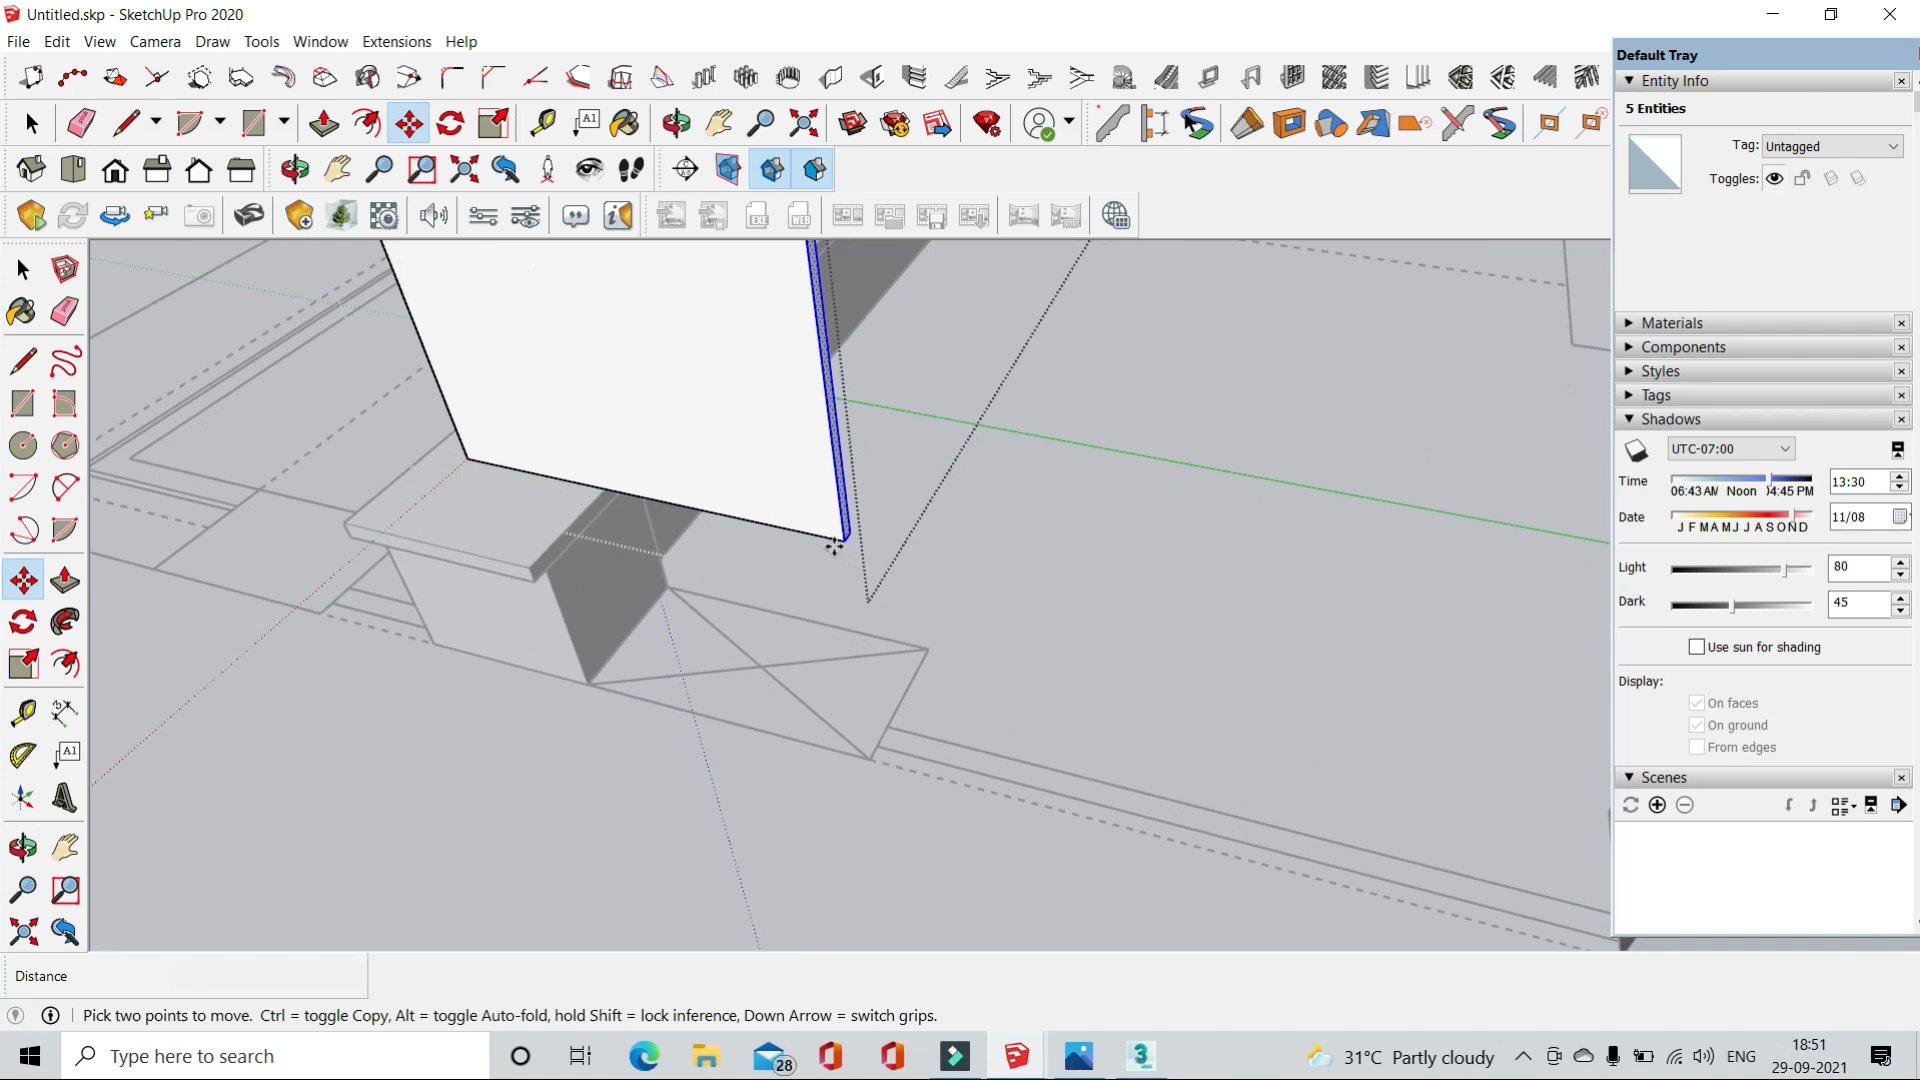 Untitled.skp - SketchUp Pro 2020
File Edit View Camera Draw Tools Window Extensions Help
Default Tray
Entity Info
5 Entities
Tag: Untagged
Toggles:
Materials
Components
Styles
Tags
Shadows
UTC-07:00
Time 13:30
06:43 AM Noon 04:45 PM
Date 11/08
J F M A M J J A S O N D
Light 80
Dark 45
Use sun for shading
Display:
On faces
On ground
From edges
Scenes
Distance
Pick two points to move. Ctrl = toggle Copy, Alt = toggle Auto-fold, hold Shift = lock inference, Down Arrow = switch grips.
Type here to search
28
31°C Partly cloudy
ENG
18:51
29-09-2021